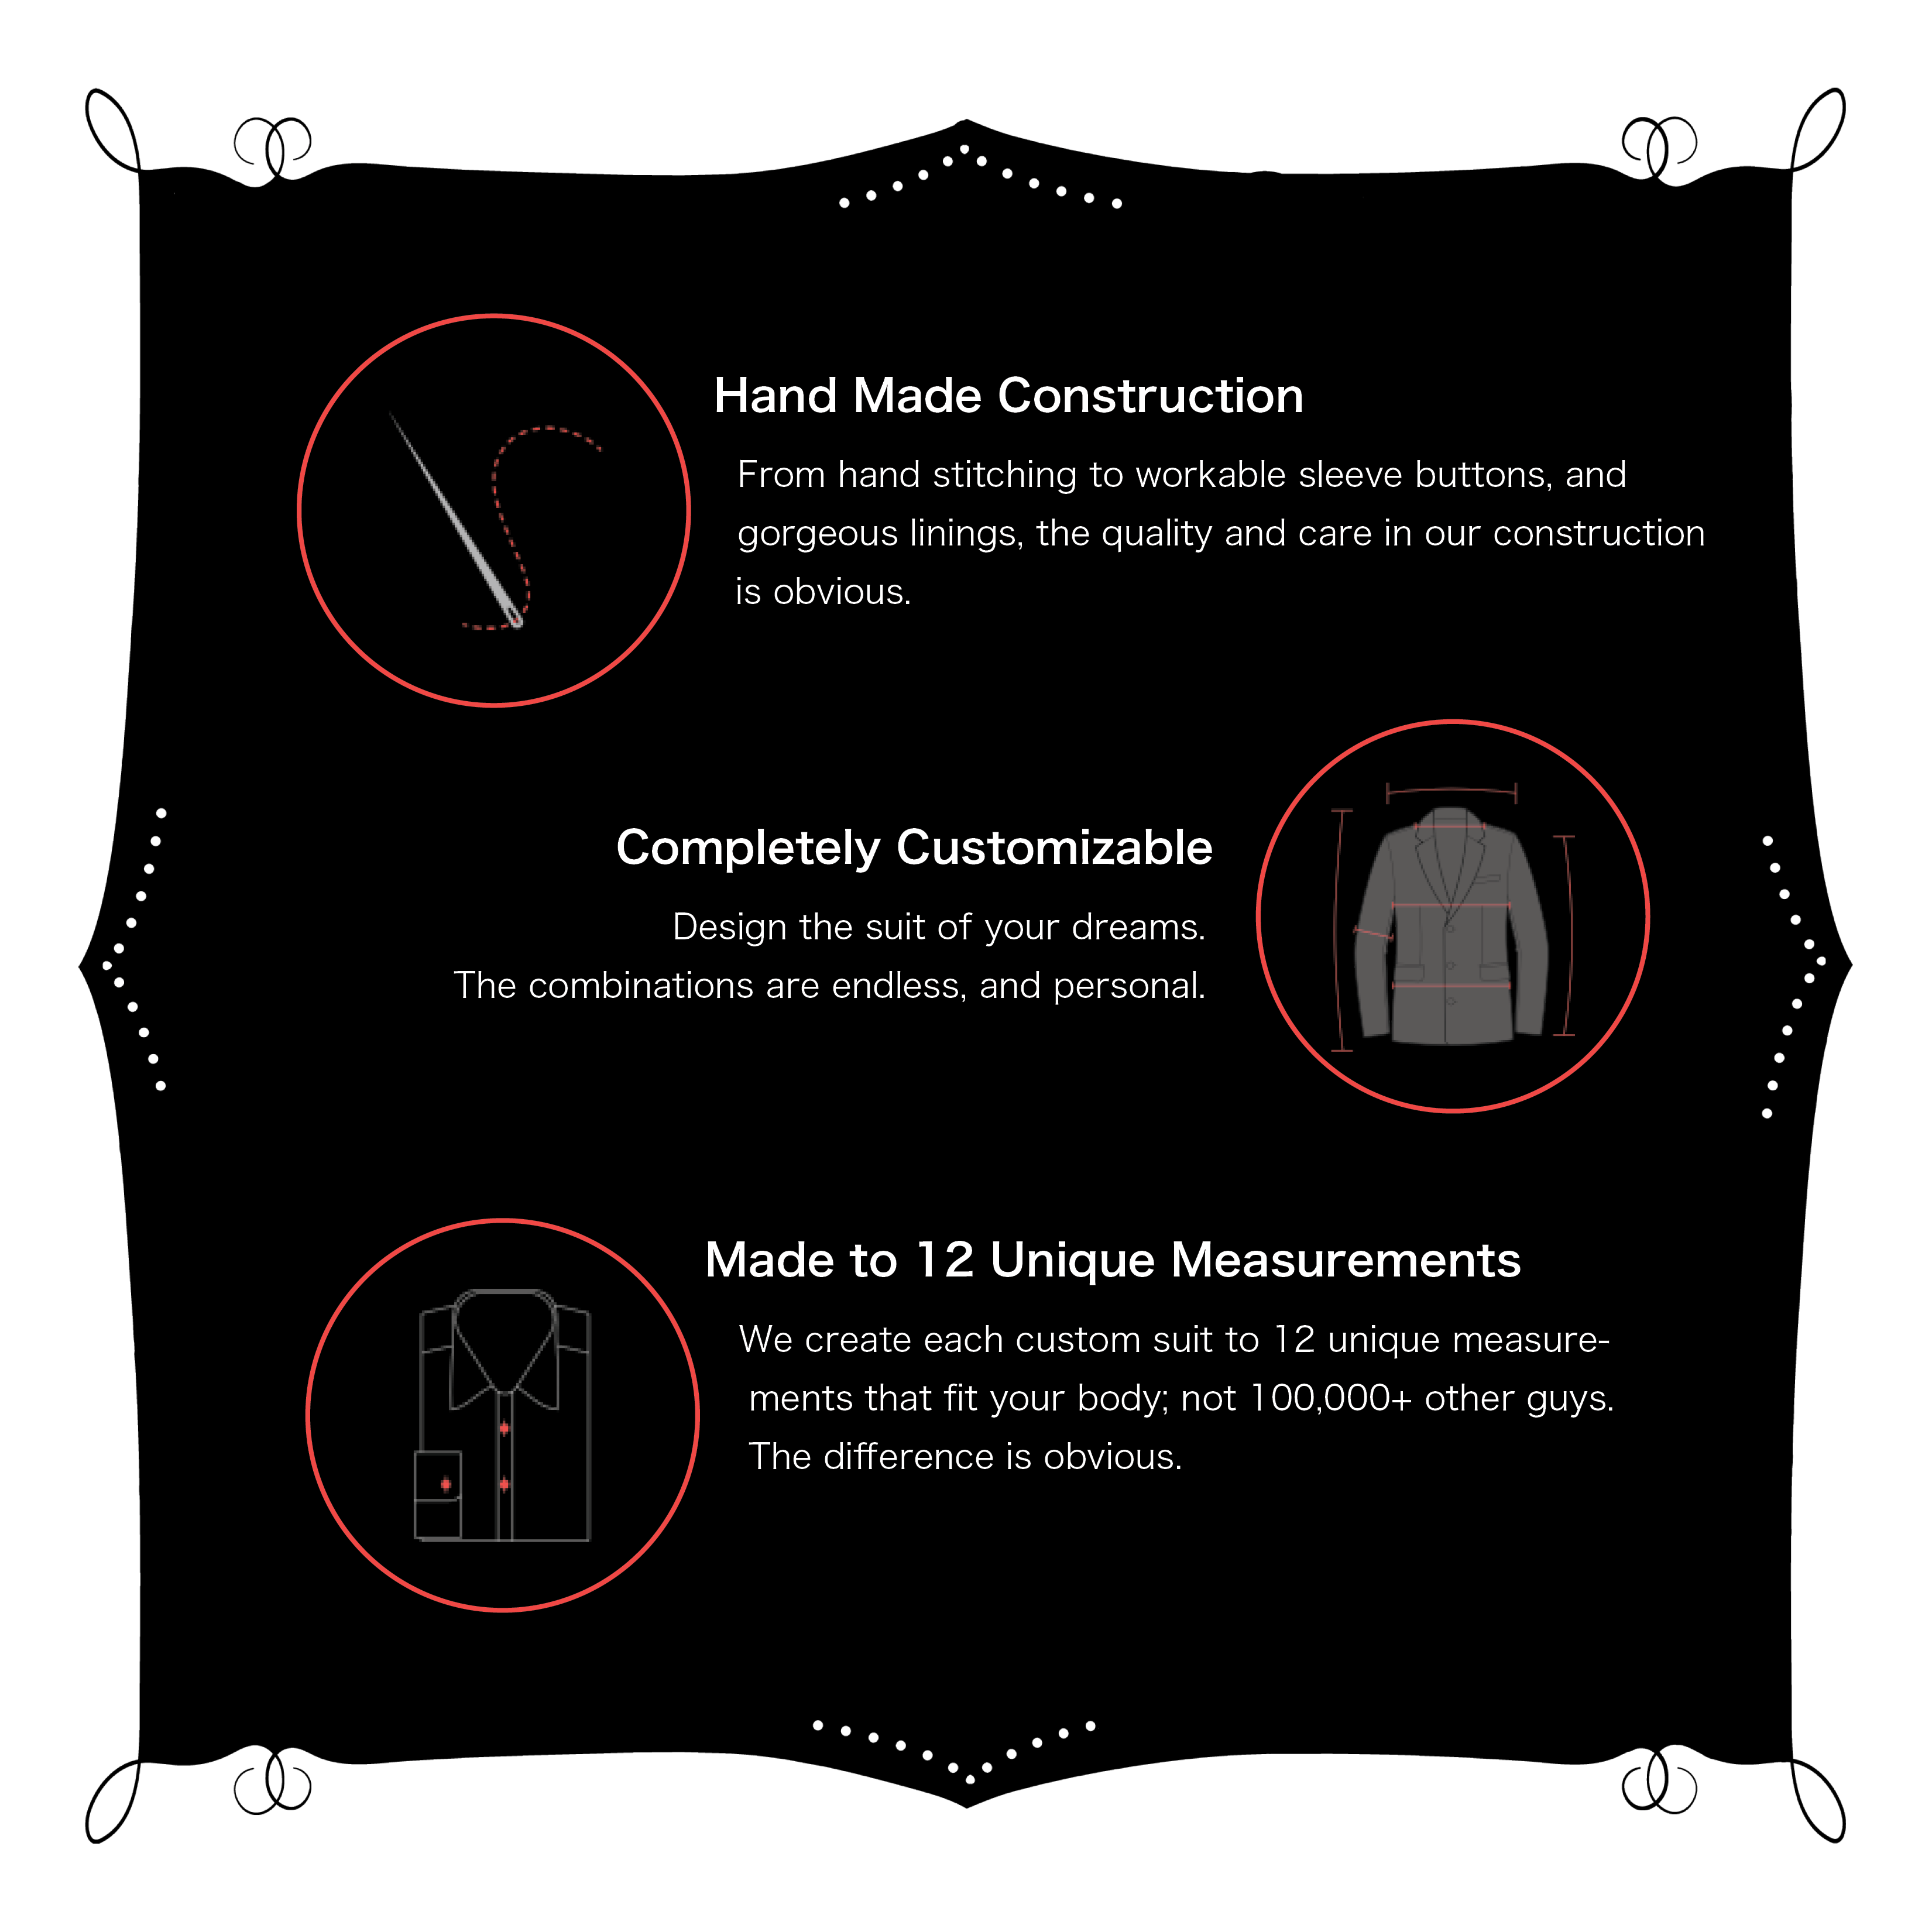 Hand Made Construction
From hand stitching to workable sleeve buttons, and
gorgeous linings, the quality and care in our construction
is obvious.
Completely Customizable
Design the suit of your dreams.
The combinations are endless, and personal.
Made to 12 Unique Measurements
We create each custom suit to 12 unique measure-
ments that fit your body; not 100,000+ other guys.
The difference is obvious.